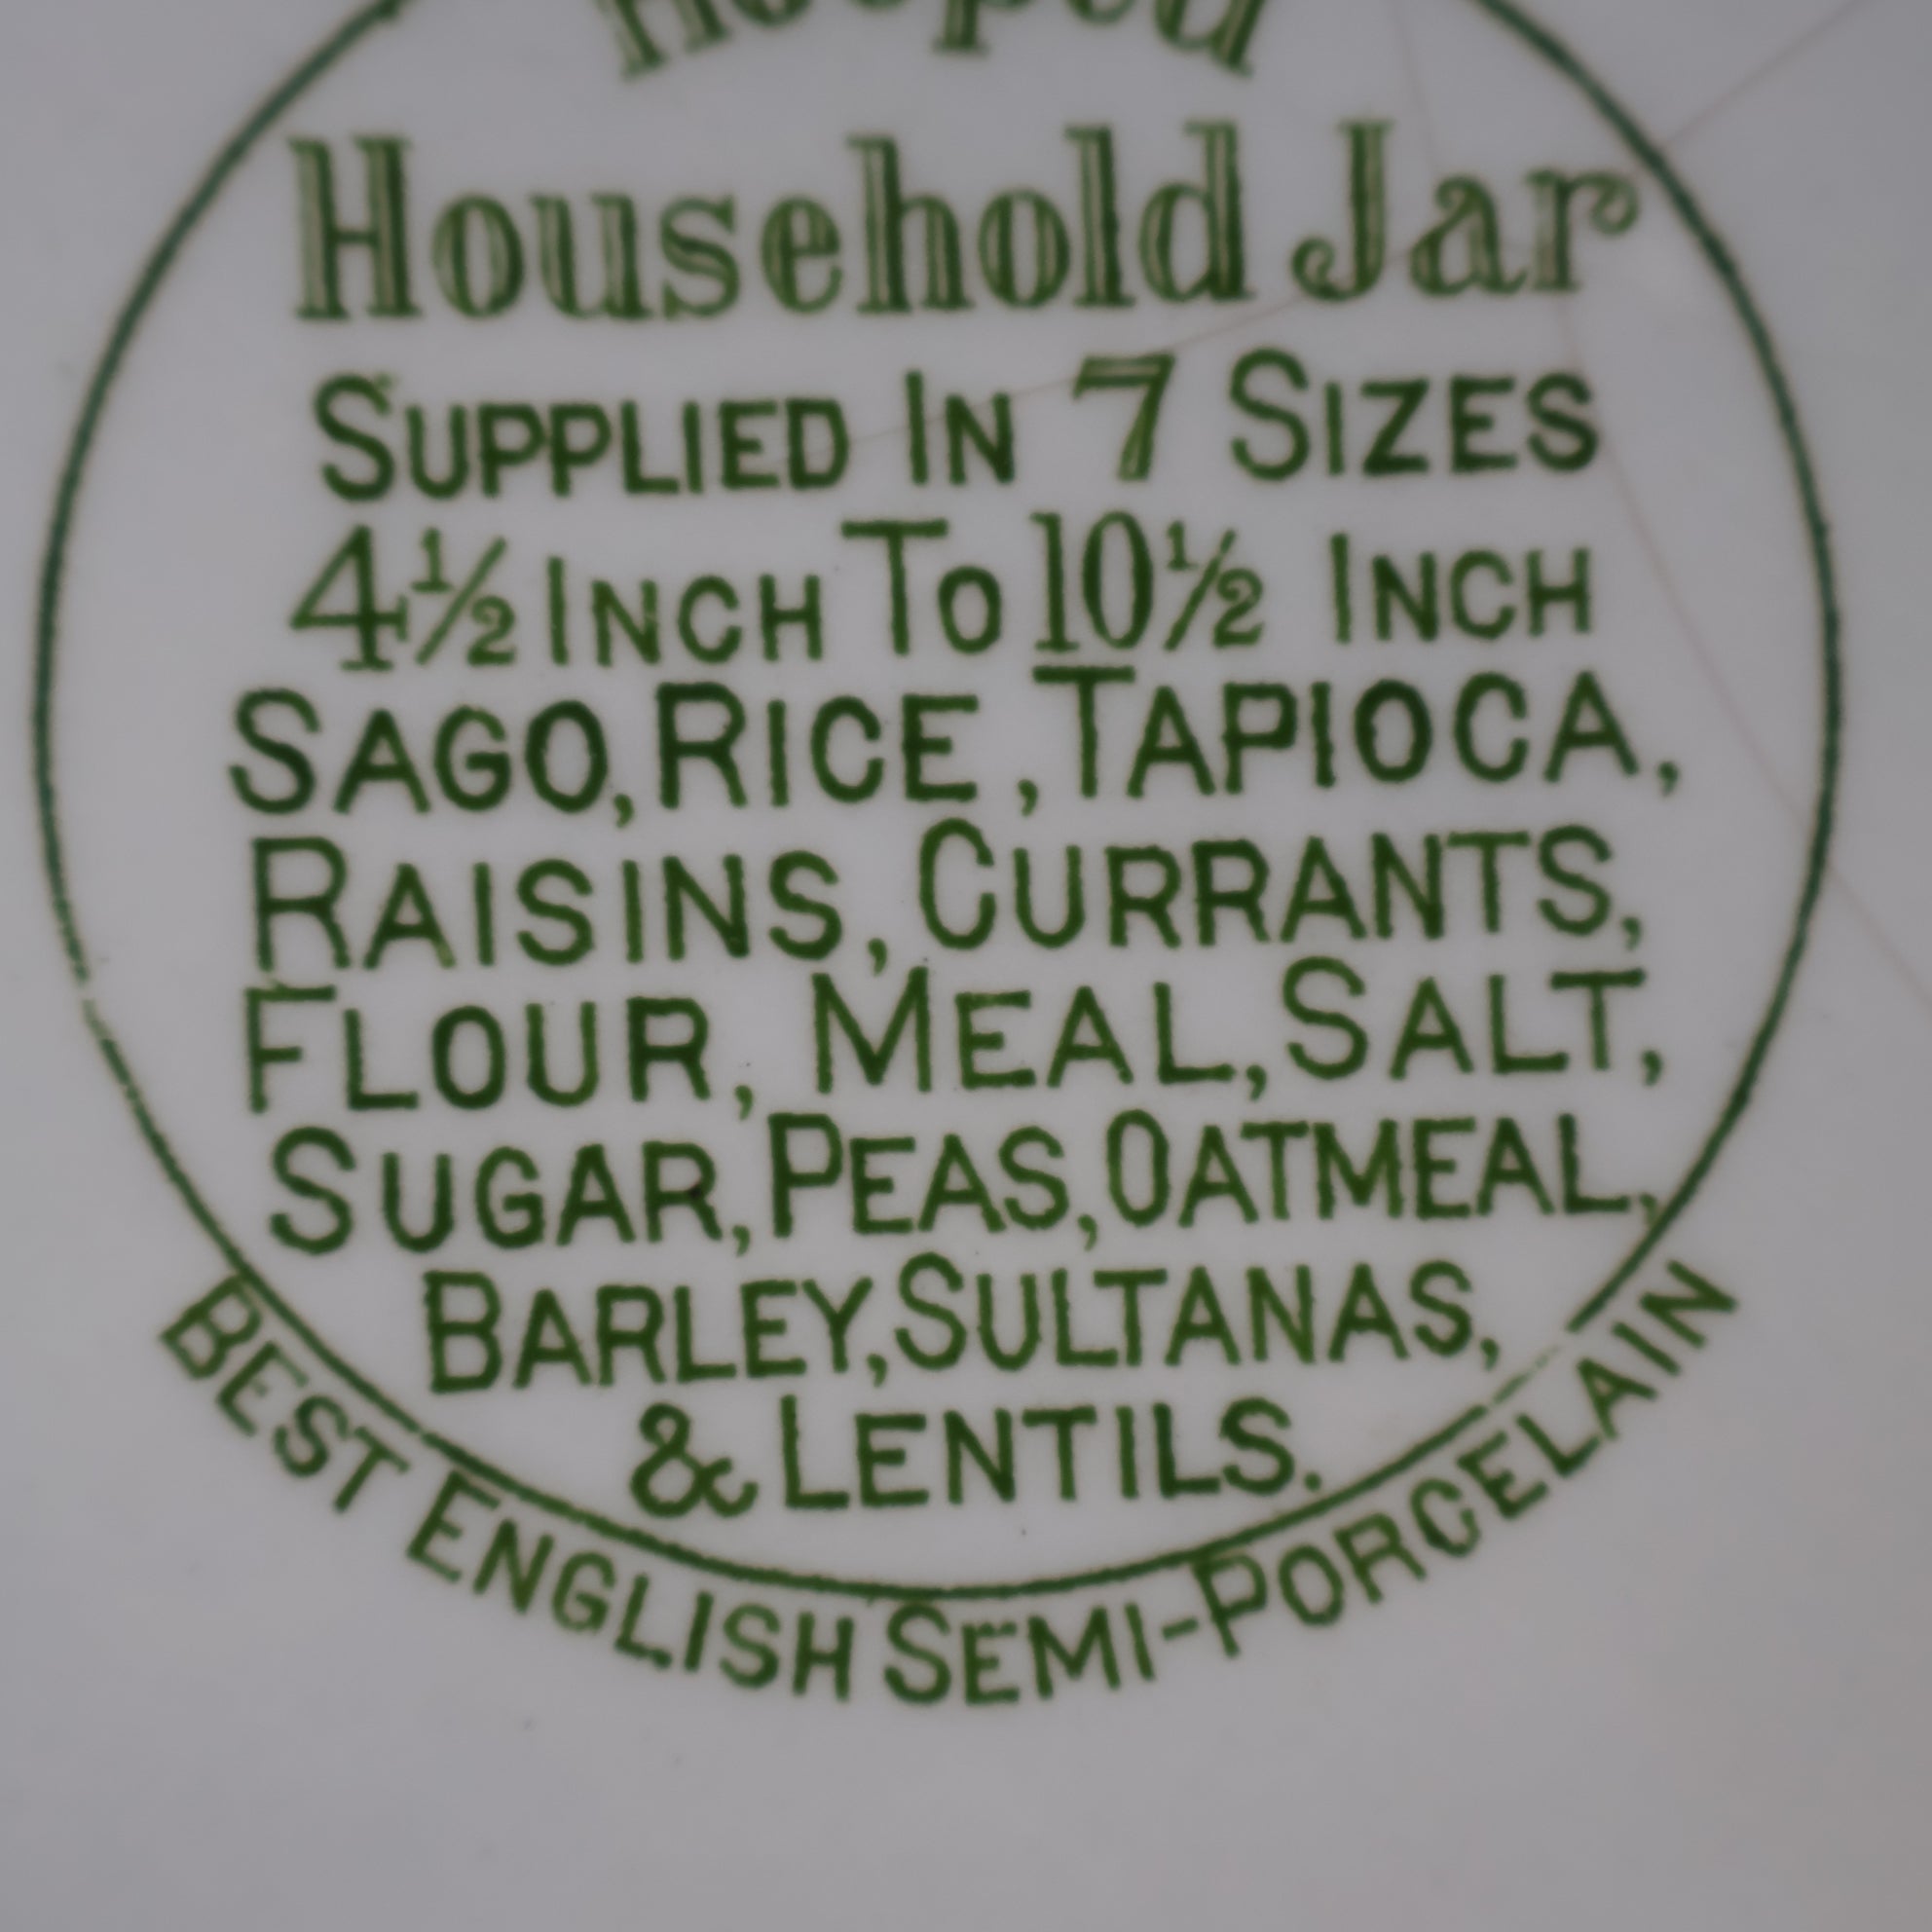 Hooped
Household Jar
SUPPLIED IN 7 SIZES
4½ INCH TO 10½ INCH
SAGO, RICE, TAPIOCA,
RAISINS, CURRANTS,
FLOUR, MEAL, SALT,
SUGAR, PEAS, OATMEAL,
BARLEY, SULTANAS,
& LENTILS.
BEST ENGLISH SEMI-PORCELAIN